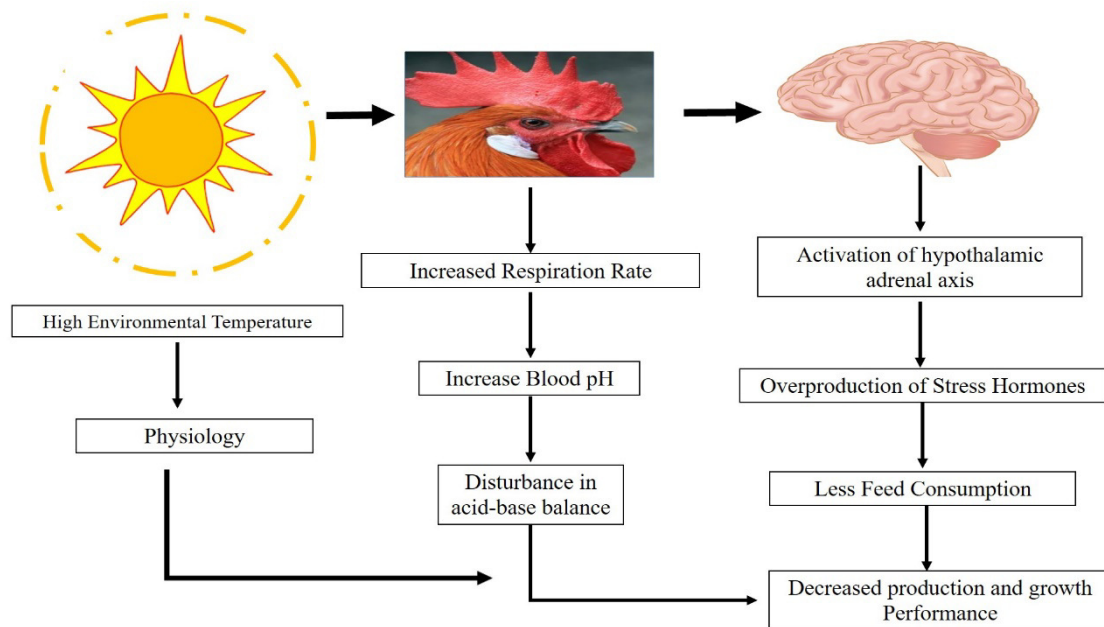 High Environmental Temperature
Physiology
Increased Respiration Rate
Increase Blood pH
Disturbance in
acid-base balance
Activation of hypothalamic
adrenal axis
Overproduction of Stress Hormones
Less Feed Consumption
Decreased production and growth
Performance